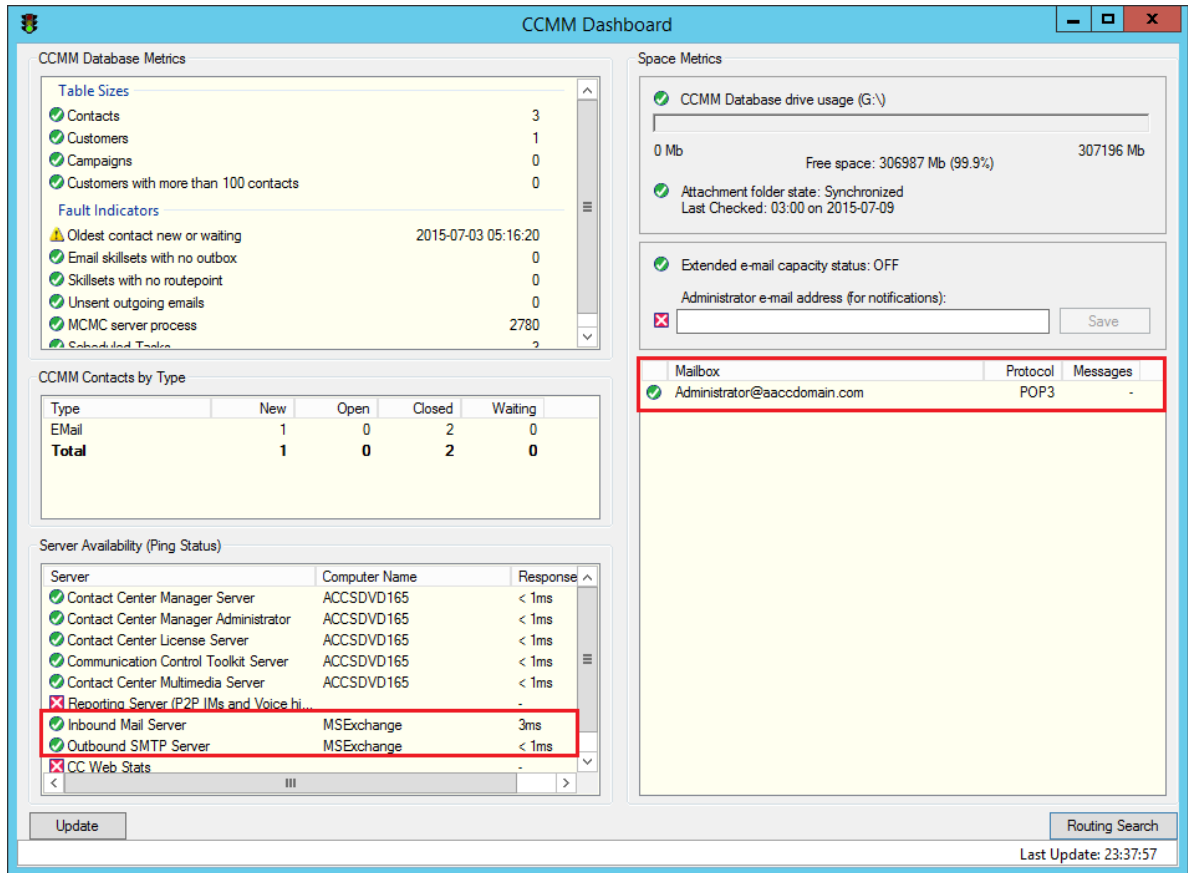 CCMM Dashboard
CCMM Database Metrics
Table Sizes
Contacts 3
Customers 1
Campaigns 0
Customers with more than 100 contacts 0
Fault Indicators
Oldest contact new or waiting 2015-07-03 05:16:20
Email skillsets with no outbox 0
Skillsets with no routepoint 0
Unsent outgoing emails 0
MCMC server process 2780
Scheduled Tasks
CCMM Contacts by Type
Type New Open Closed Waiting
EMail 1 0 2 0
Total 1 0 2 0
Server Availability (Ping Status)
Server Computer Name Response
Contact Center Manager Server ACCSDVD165 < 1ms
Contact Center Manager Administrator ACCSDVD165 < 1ms
Contact Center License Server ACCSDVD165 < 1ms
Communication Control Toolkit Server ACCSDVD165 < 1ms
Contact Center Multimedia Server ACCSDVD165 < 1ms
Reporting Server (P2P IMs and Voice hi... -
Inbound Mail Server MSExchange 3ms
Outbound SMTP Server MSExchange < 1ms
CC Web Stats -
Update
Space Metrics
CCMM Database drive usage (G:\)
0 Mb 307196 Mb
Free space: 306987 Mb (99.9%)
Attachment folder state: Synchronized
Last Checked: 03:00 on 2015-07-09
Extended e-mail capacity status: OFF
Administrator e-mail address (for notifications):
Save
Mailbox Protocol Messages
Administrator@aaccdomain.com POP3 -
Routing Search
Last Update: 23:37:57